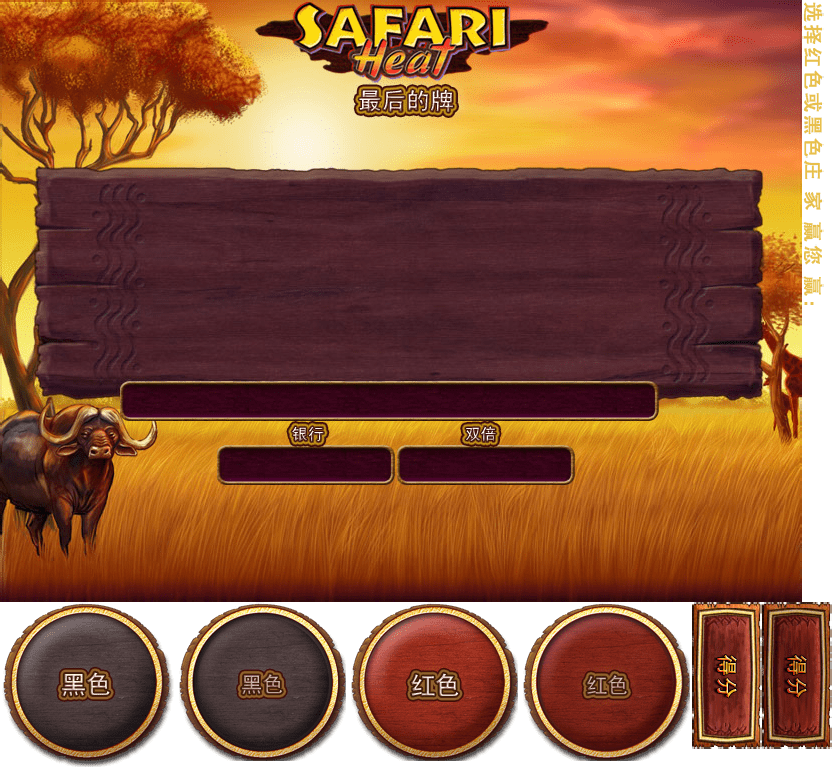 SAFARI
Heat
最后的牌
选择红色或黑色庄家赢您赢:
银行
双倍
黑色
黑色
红色
红色
得分
得分